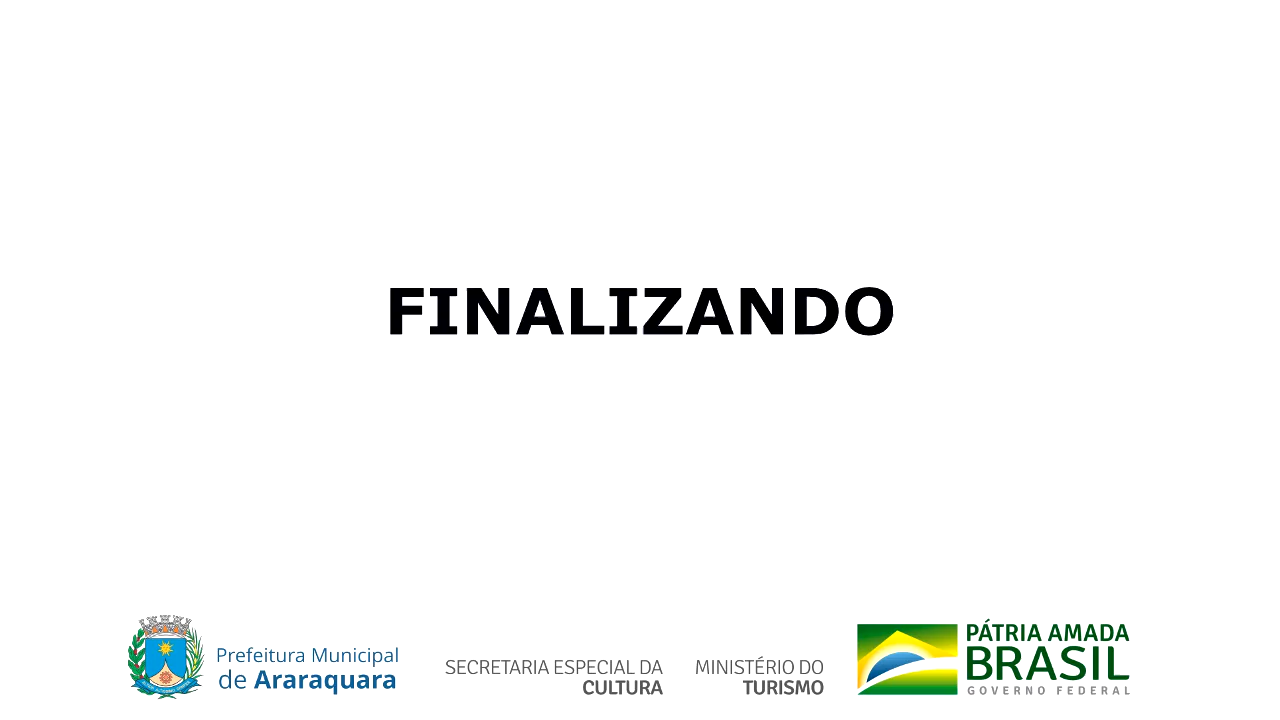 FINALIZANDO
Prefeitura Municipal
de Araraquara
SECRETARIA ESPECIAL DA
CULTURA
MINISTÉRIO DO
TURISMO
PÁTRIA AMADA
BRASIL
GOVERNO FEDERAL